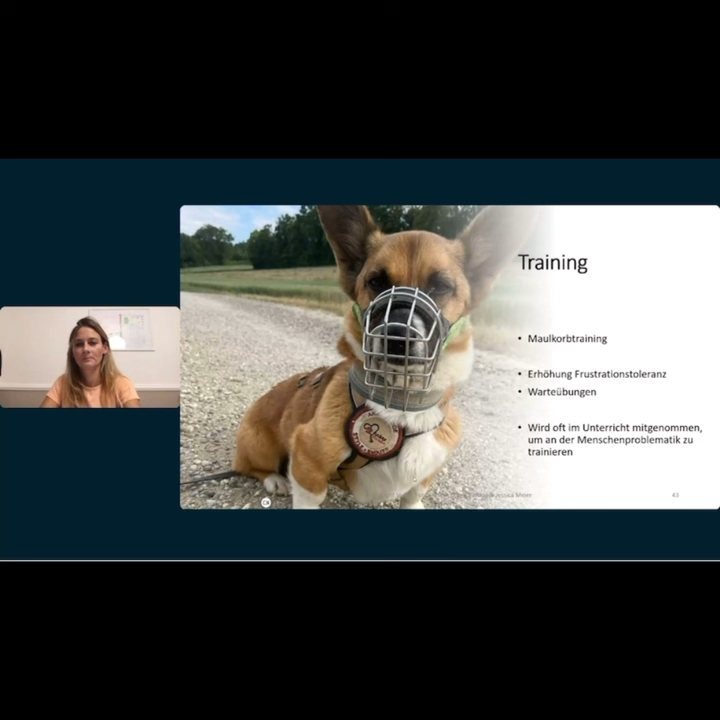 Training
• Maulkorbtraining
• Erhöhung Frustrationstoleranz
• Warteübungen
• Wird oft im Unterricht mitgenommen,
um an der Menschenproblematik zu
trainieren
63